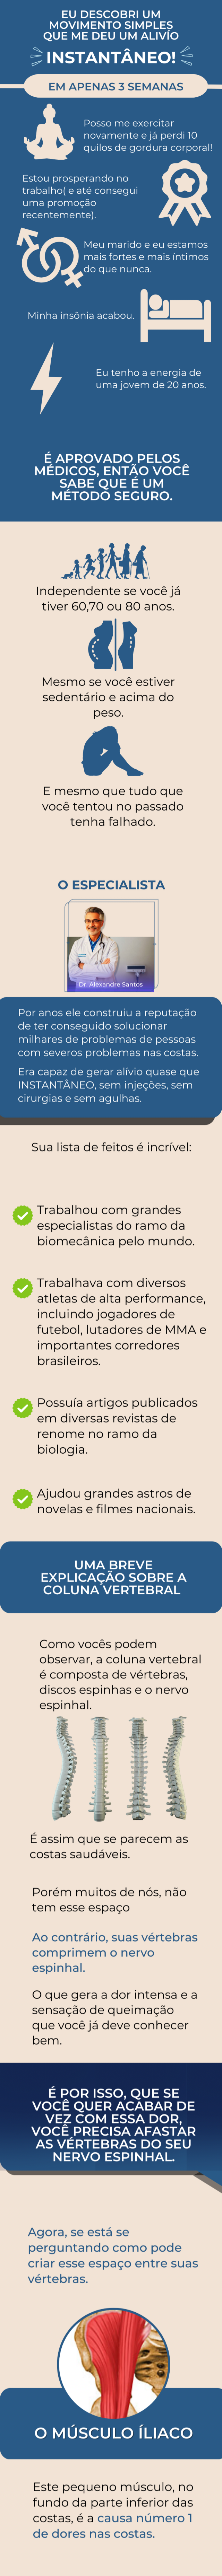 EU DESCOBRI UM
MOVIMENTO SIMPLES
QUE ME DEU UM ALIVÍO
INSTANTÂNEO!
EM APENAS 3 SEMANAS
Posso me exercitar
novamente e já perdi 10
quilos de gordura corporal!
Estou prosperando no
trabalho( e até consegui
uma promoção
recentemente).
Meu marido e eu estamos
mais fortes e mais íntimos
do que nunca.
Minha insônia acabou.
Eu tenho a energia de
uma jovem de 20 anos.
É APROVADO PELOS
MÉDICOS, ENTÃO VOCÊ
SABE QUE É UM
MÉTODO SEGURO.
Independente se você já
tiver 60,70 ou 80 anos.
Mesmo se você estiver
sedentário e acima do
peso.
E mesmo que tudo que
você tentou no passado
tenha falhado.
O ESPECIALISTA
Dr. Alexandre Santos
Por anos ele construiu a reputação
de ter conseguido solucionar
milhares de problemas de pessoas
com severos problemas nas costas.
Era capaz de gerar alívio quase que
INSTANTÂNEO, sem injeções, sem
cirurgias e sem agulhas.
Sua lista de feitos é incrível:
Trabalhou com grandes
especialistas do ramo da
biomecânica pelo mundo.
Trabalhava com diversos
atletas de alta performance,
incluindo jogadores de
futebol, lutadores de MMA e
importantes corredores
brasileiros.
Possuía artigos publicados
em diversas revistas de
renome no ramo da
biologia.
Ajudou grandes astros de
novelas e filmes nacionais.
UMA BREVE
EXPLICAÇÃO SOBRE A
COLUNA VERTEBRAL
Como vocês podem
observar, a coluna vertebral
é composta de vértebras,
discos espinhas e o nervo
espinhal.
É assim que se parecem as
costas saudáveis.
Porém muitos de nós, não
tem esse espaço
Ao contrário, suas vértebras
comprimem o nervo
espinhal.
O que gera a dor intensa e a
sensação de queimação
que você já deve conhecer
bem.
É POR ISSO, QUE SE
VOCÊ QUER ACABAR DE
VEZ COM ESSA DOR,
VOCÊ PRECISA AFASTAR
AS VÉRTEBRAS DO SEU
NERVO ESPINHAL.
Agora, se está se
perguntando como pode
criar esse espaço entre suas
vértebras.
O MÚSCULO ÍLIACO
Este pequeno músculo, no
fundo da parte inferior das
costas, é a causa número 1
de dores nas costas.